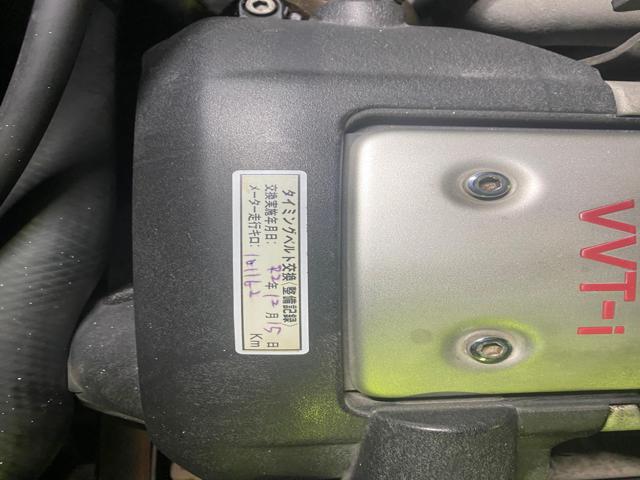 タイミングベルト交換〈整備記録〉
交換実施年月日: R2年12月15日
メーター走行キロ: 191162 Km
VVT-i